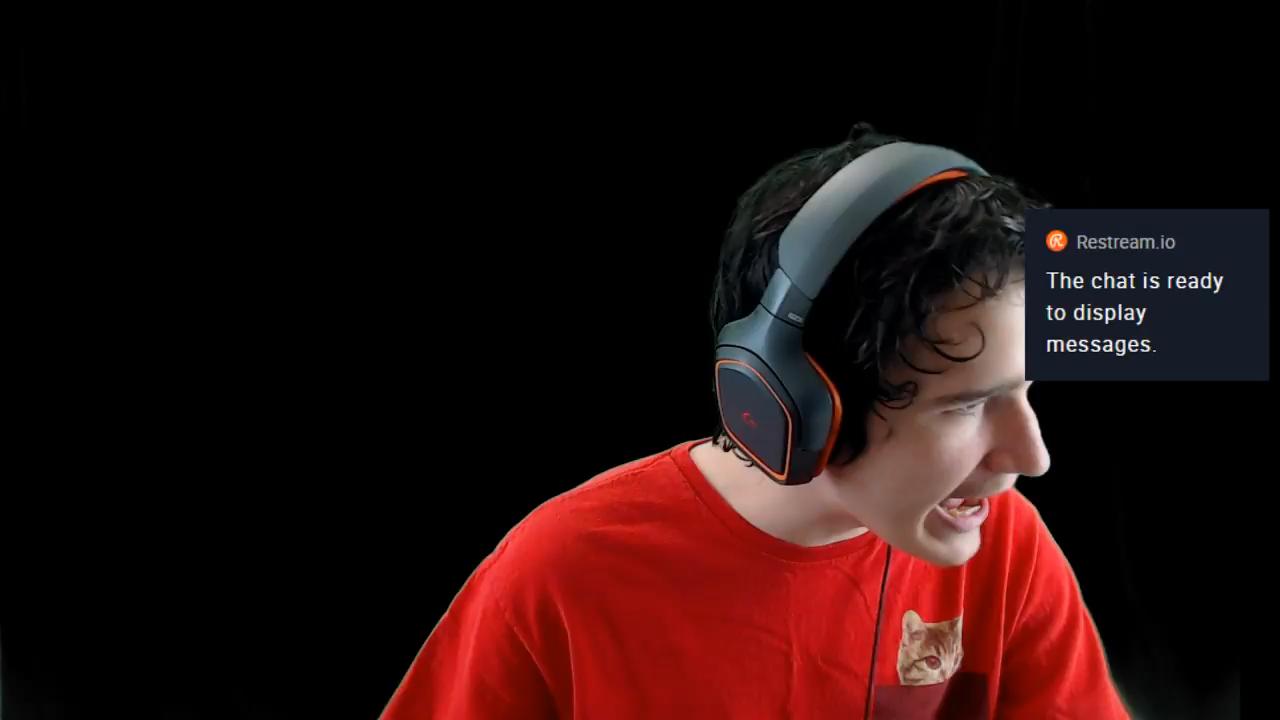 Restream.io
The chat is ready
to display
messages.